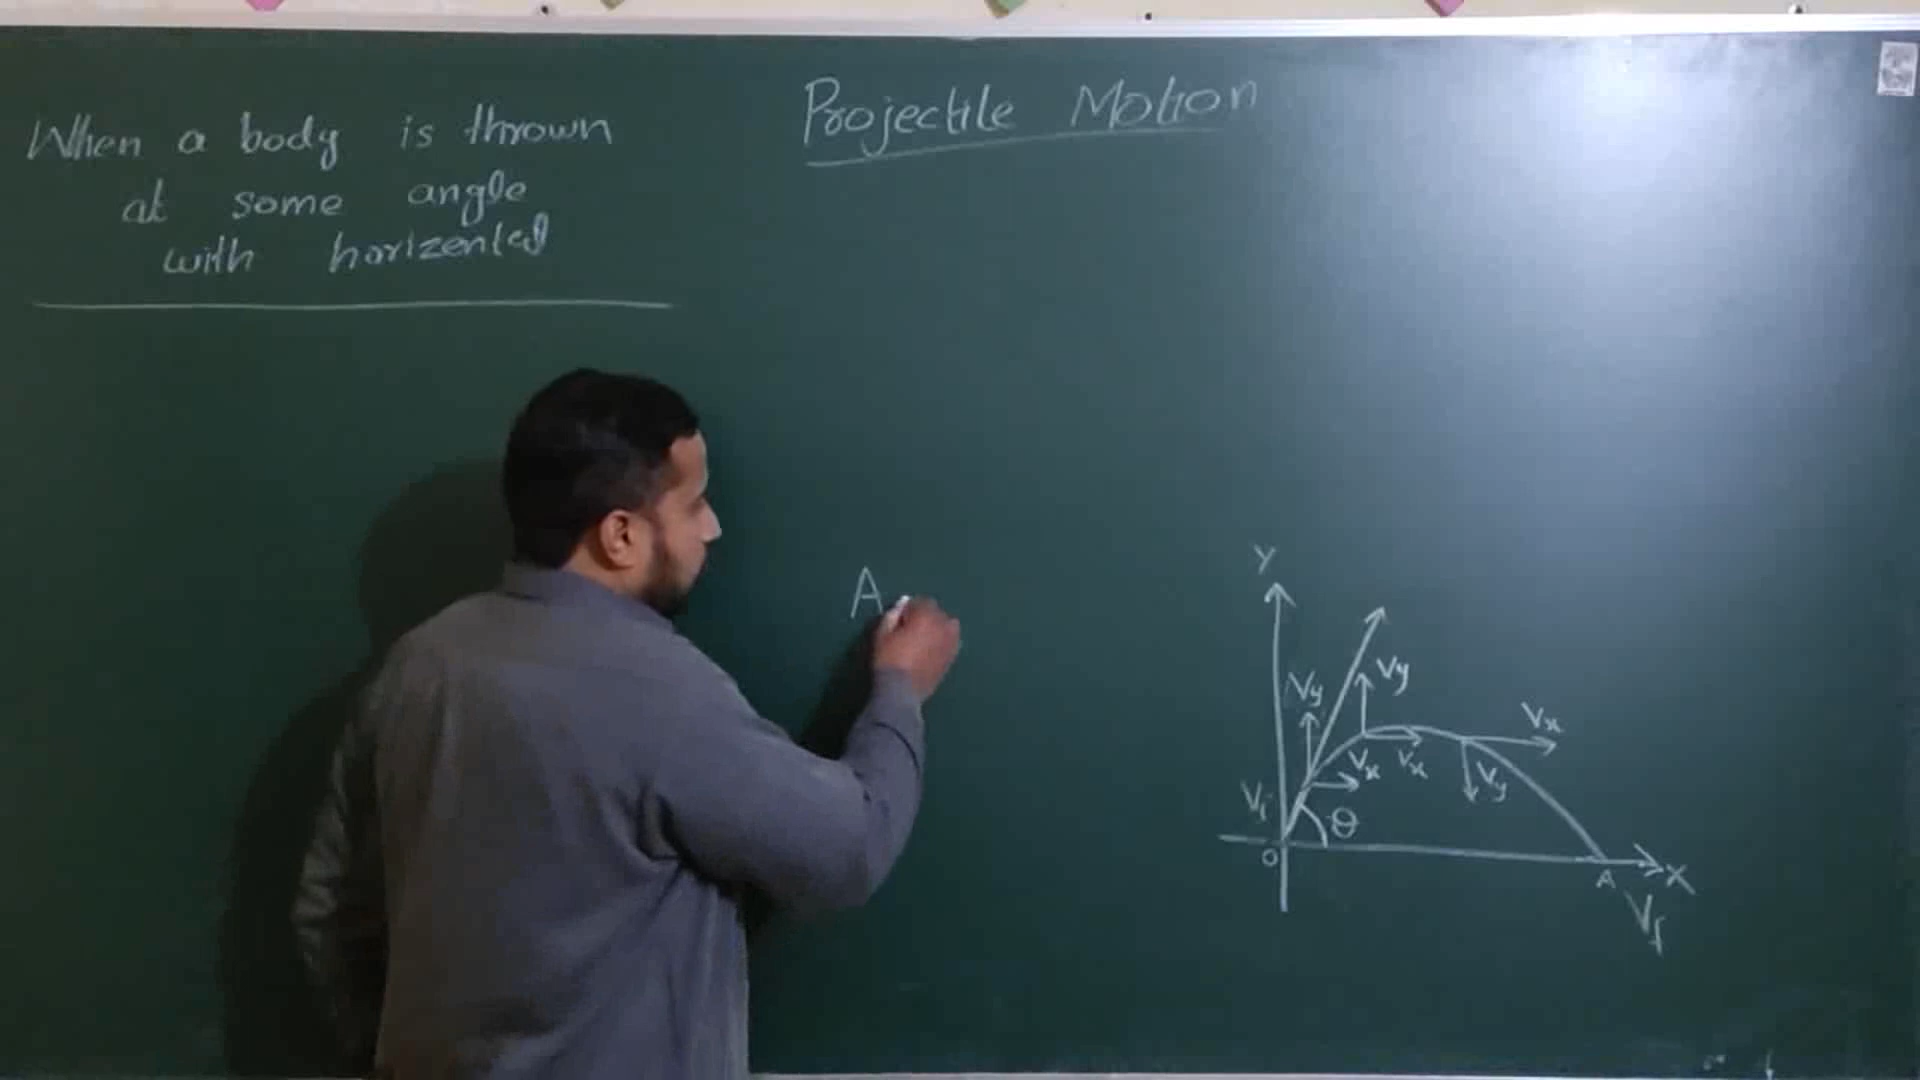 When a body is thrown
at some angle
with horizental
Projectile Motion
A
Y
Vy
Vy
Vx
Vx
Vx
Vy
Vi
θ
O
A
X
Vf